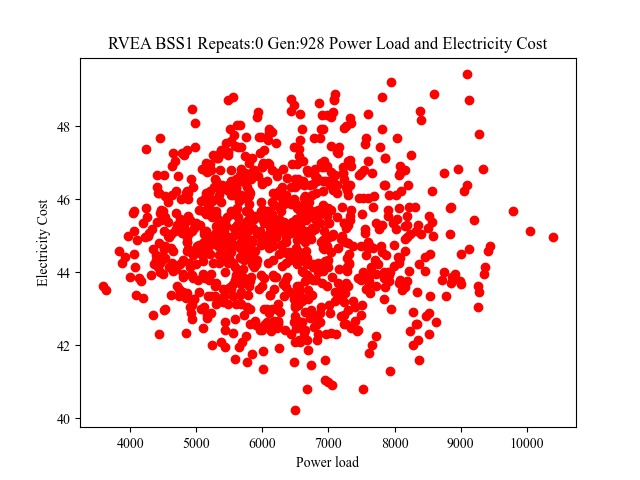 RVEA BSS1 Repeats:0 Gen:928 Power Load and Electricity Cost
48
46
44
42
40
Electricity Cost
4000 5000 6000 7000 8000 9000 10000
Power load